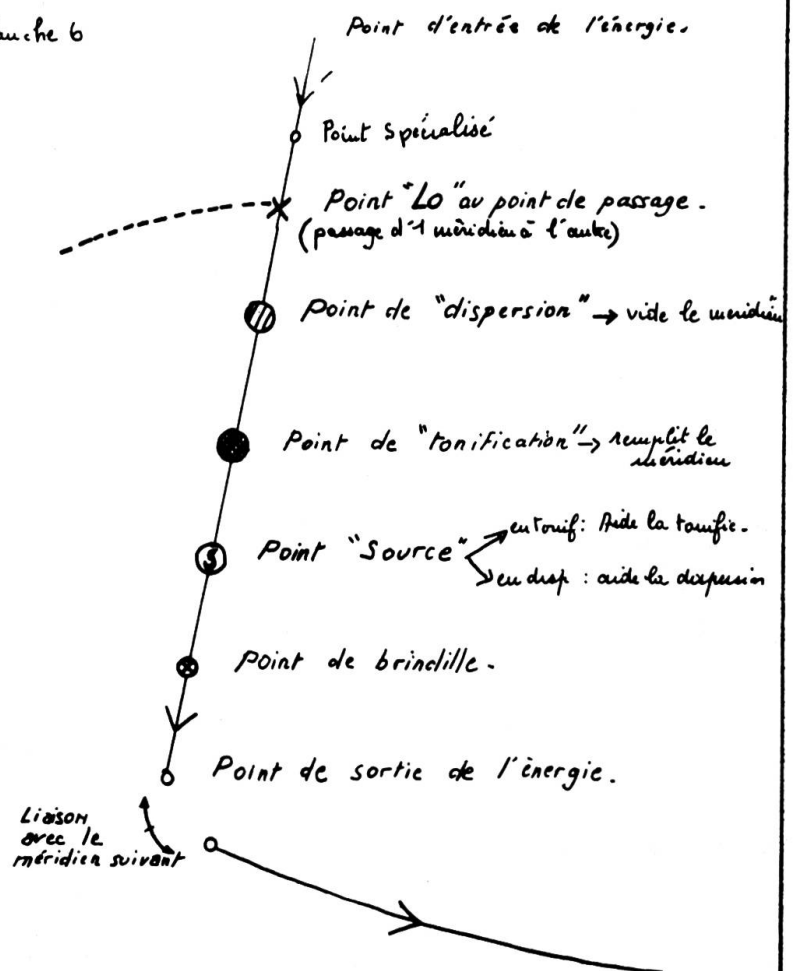 6
Point d'entrée de l'énergie.
Point spécialisé
Point "Lo" au point de passage.
(passage d'1 méridien à l'autre)
Point de "dispersion" → vide le méridien
Point de "tonification" → remplit le
méridien
Point "Source"
en tonif : Aide la tonific.
en disp : aide la dispersion
S
Point de brindille.
Point de sortie de l'énergie.
Liaison
avec le
méridien suivant